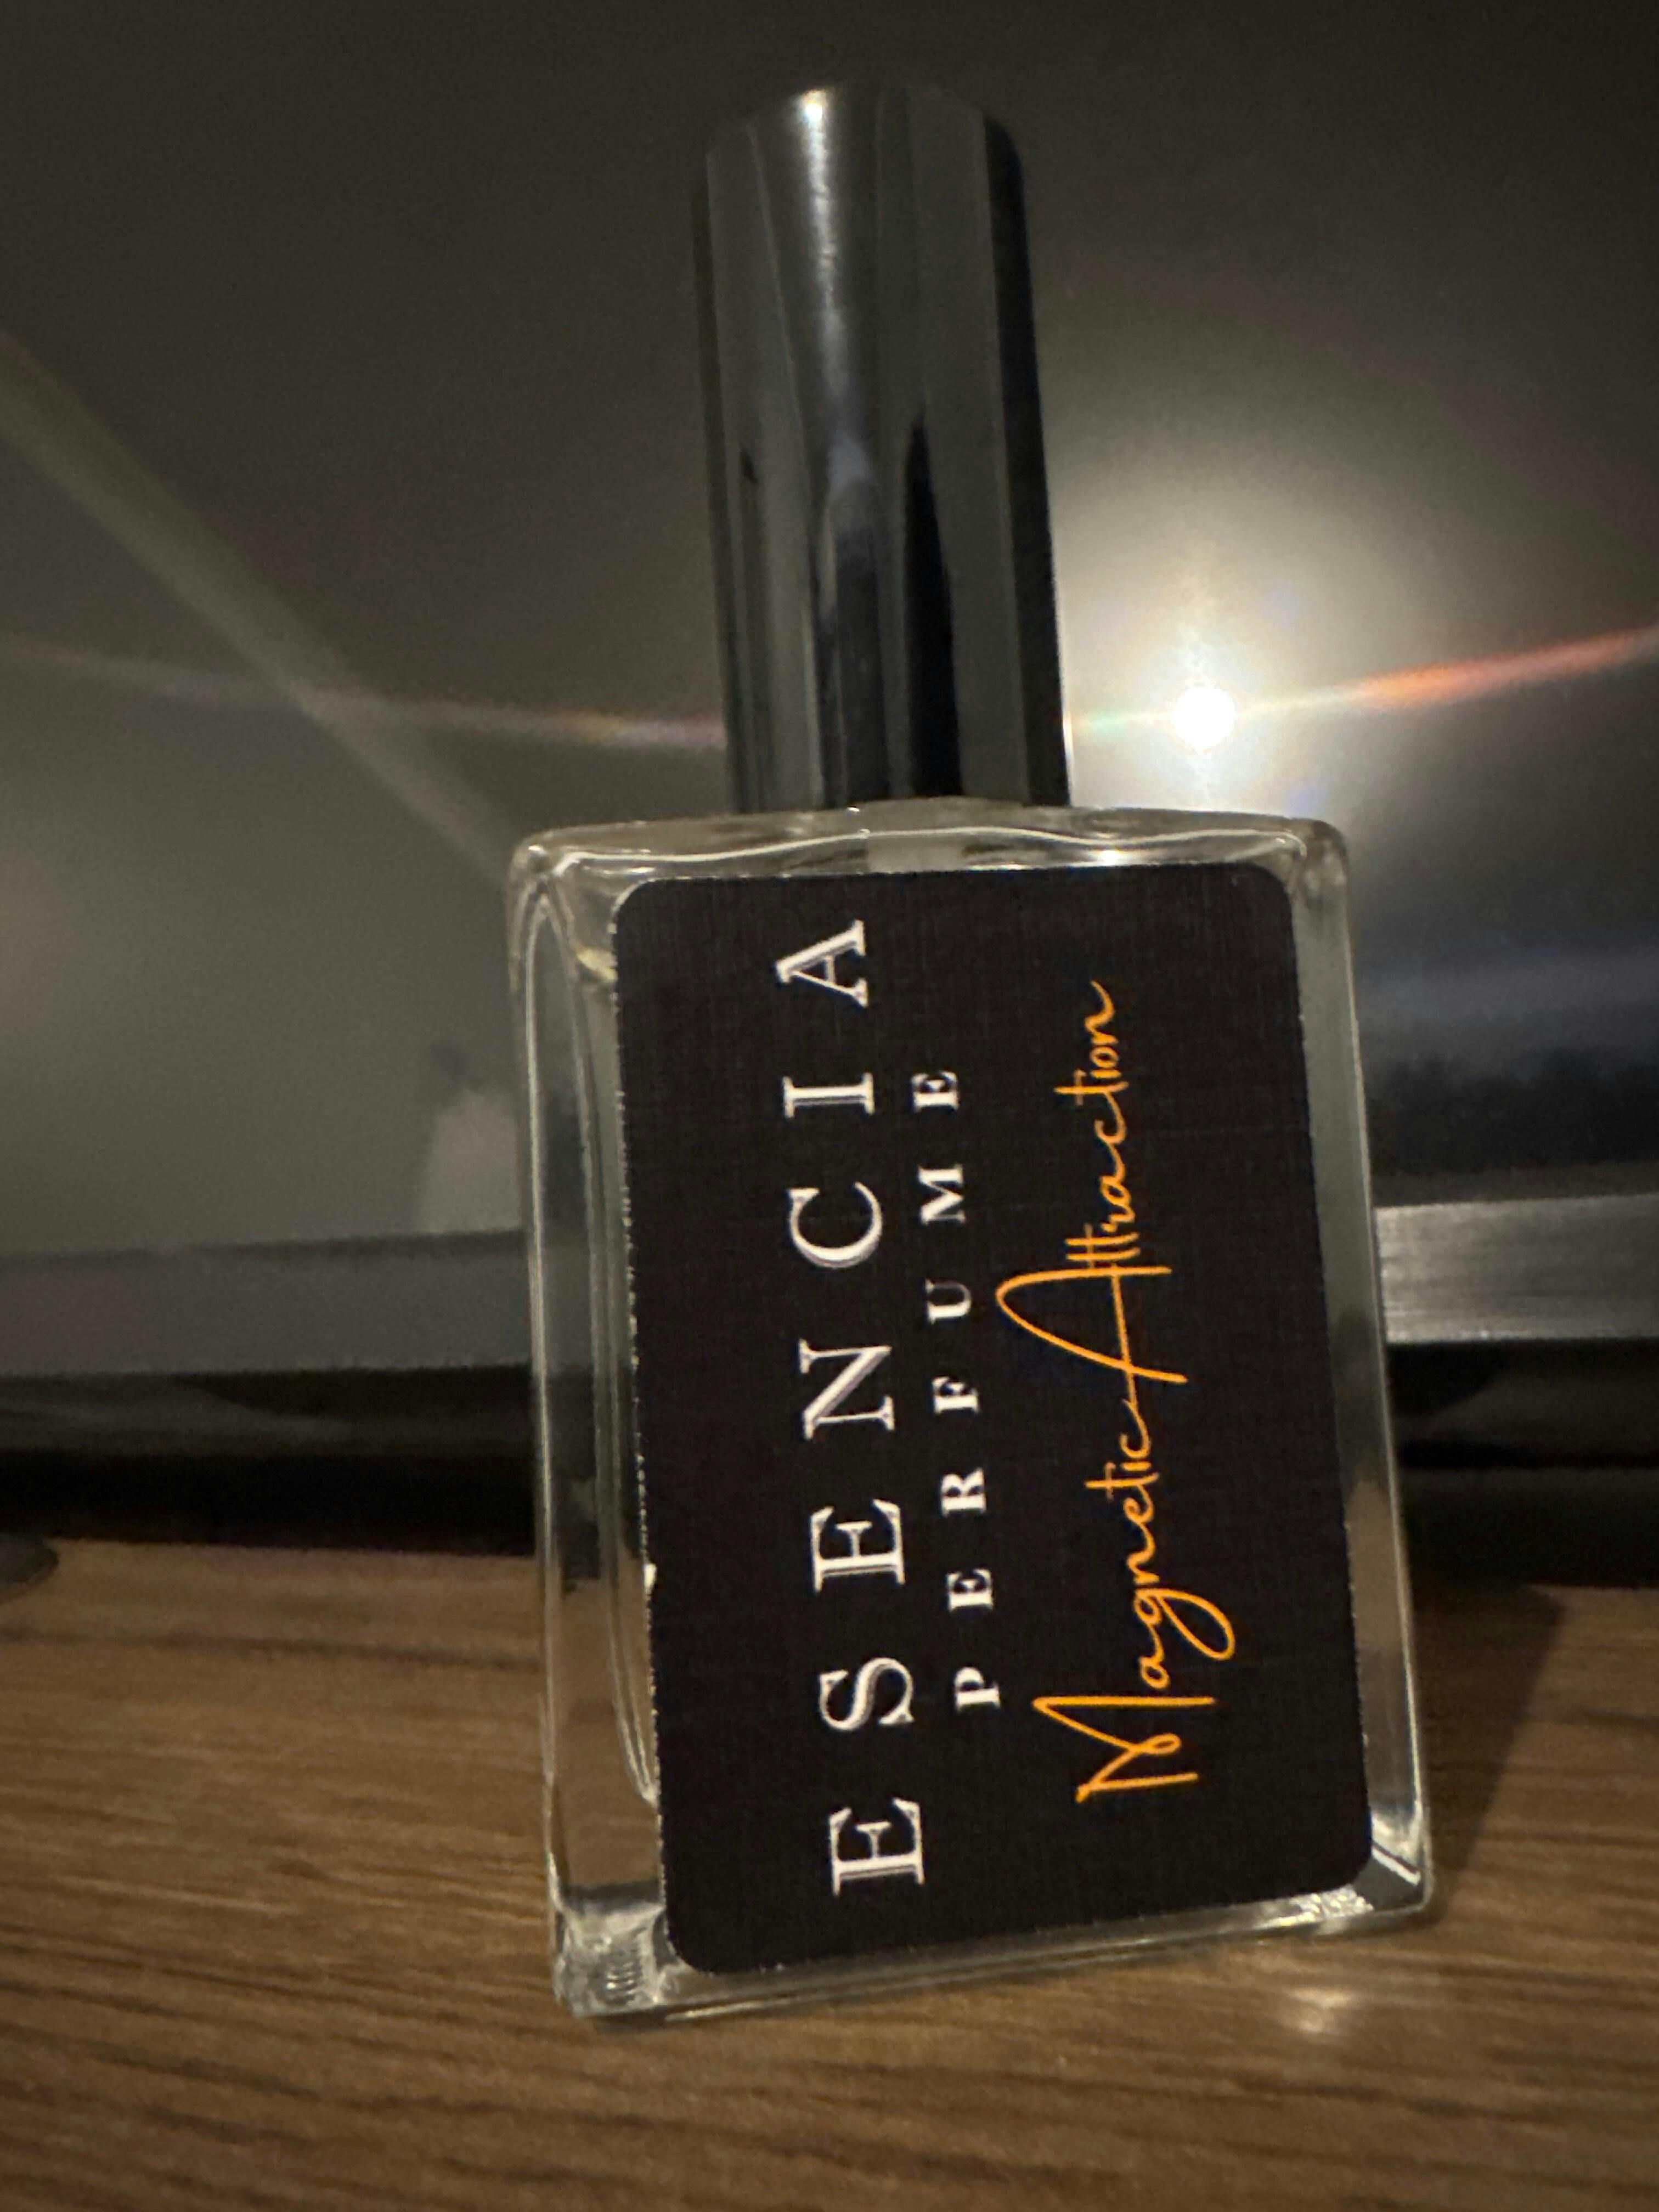 ESENCIA
PERFUME
Magnetic Attraction